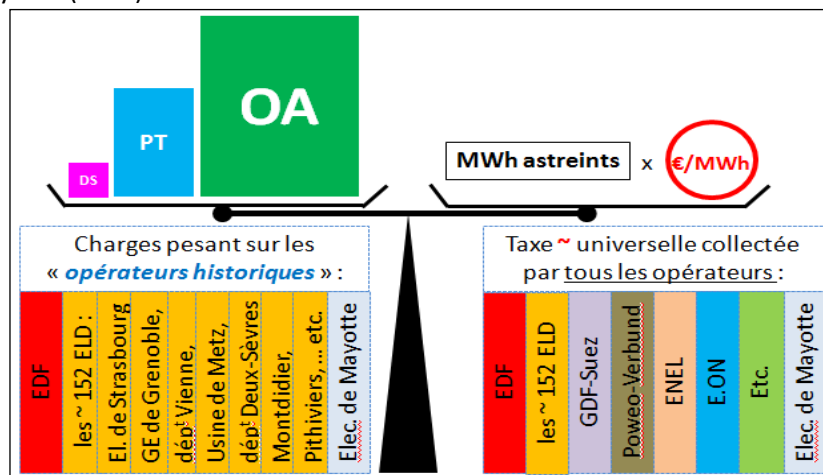 OA
PT
DS
MWh astreints x €/MWh
Charges pesant sur les
« opérateurs historiques » :
EDF
les ~ 152 ELD :
El. de Strasbourg
GE de Grenoble,
dépt Vienne,
Usine de Metz,
dépt Deux-Sèvres
Montdidier,
Pithiviers, ... etc.
Elec. de Mayotte
Taxe ~ universelle collectée
par tous les opérateurs :
EDF
les ~ 152 ELD
GDF-Suez
Poweo-Verbund
ENEL
E.ON
Etc.
Elec. de Mayotte